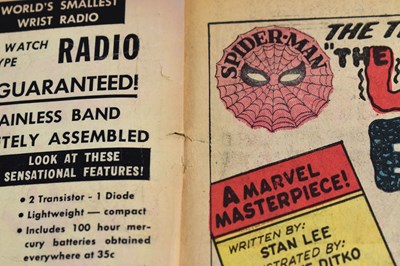 WORLD'S SMALLEST
WRIST RADIO
WATCH
RADIO
GUARANTEED!
BAND
ASSEMBLED
LOOK AT THESE
SENSATIONAL FEATURES!
• 2 Transistor - 1 Diode
• Lightweight — compact
• Includes 100 hour mer-
cury batteries obtained
everywhere at 35c
SPIDER-MAN
THE
"THE
A MARVEL
MASTERPIECE!
WRITTEN BY:
STAN LEE
BY:
DITKO